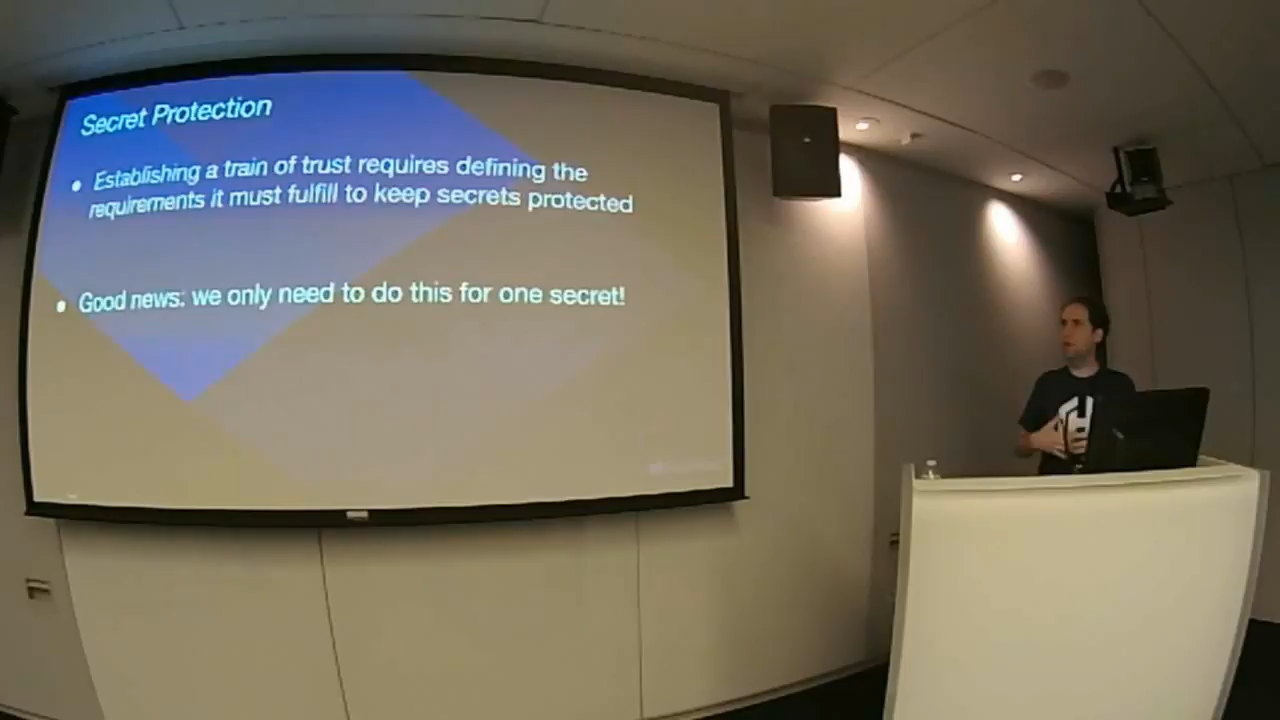 Secret Protection
• Establishing a train of trust requires defining the
requirements it must fulfill to keep secrets protected
• Good news: we only need to do this for one secret!